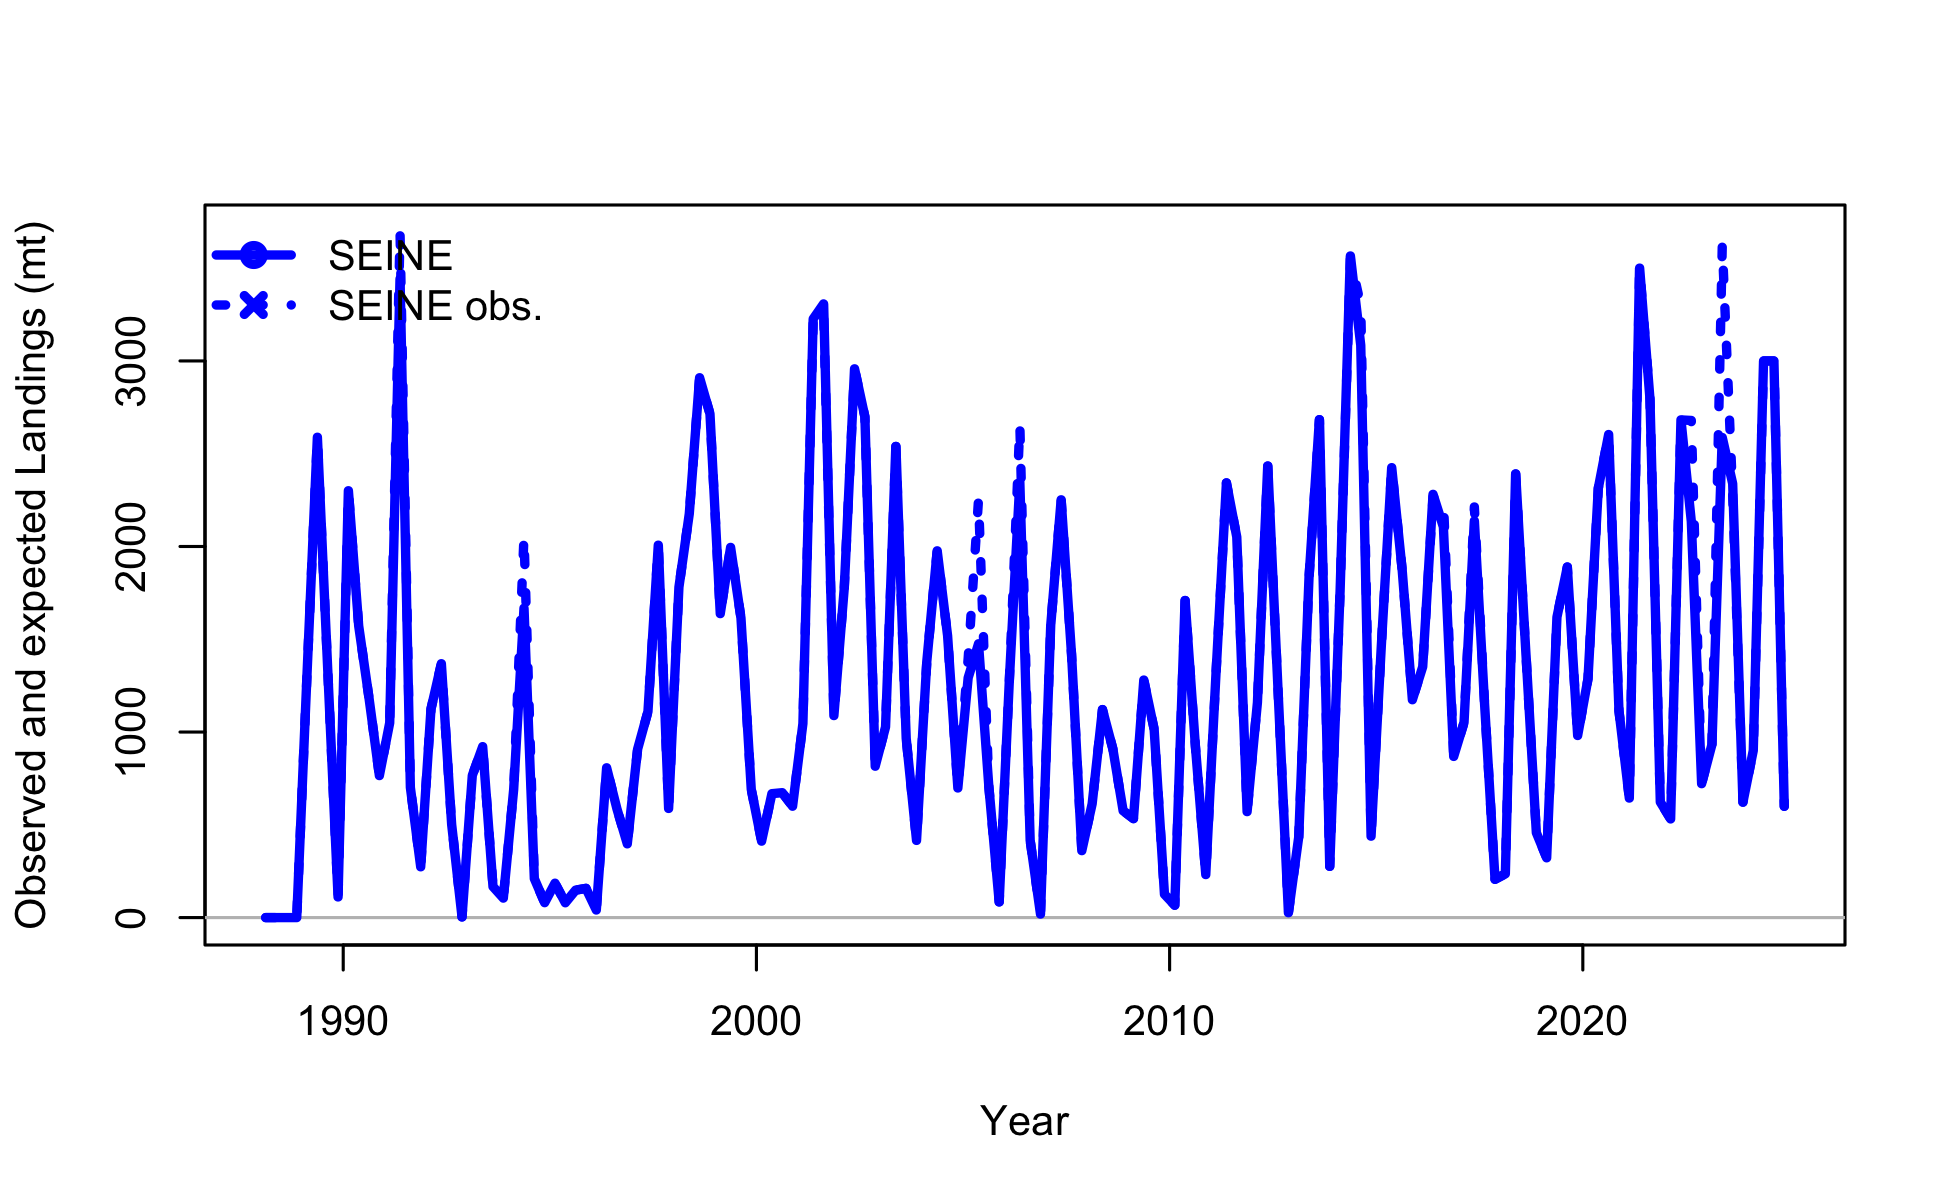 SEINE
SEINE obs.
Observed and expected Landings (mt)
3000
2000
1000
0
1990 2000 2010 2020
Year